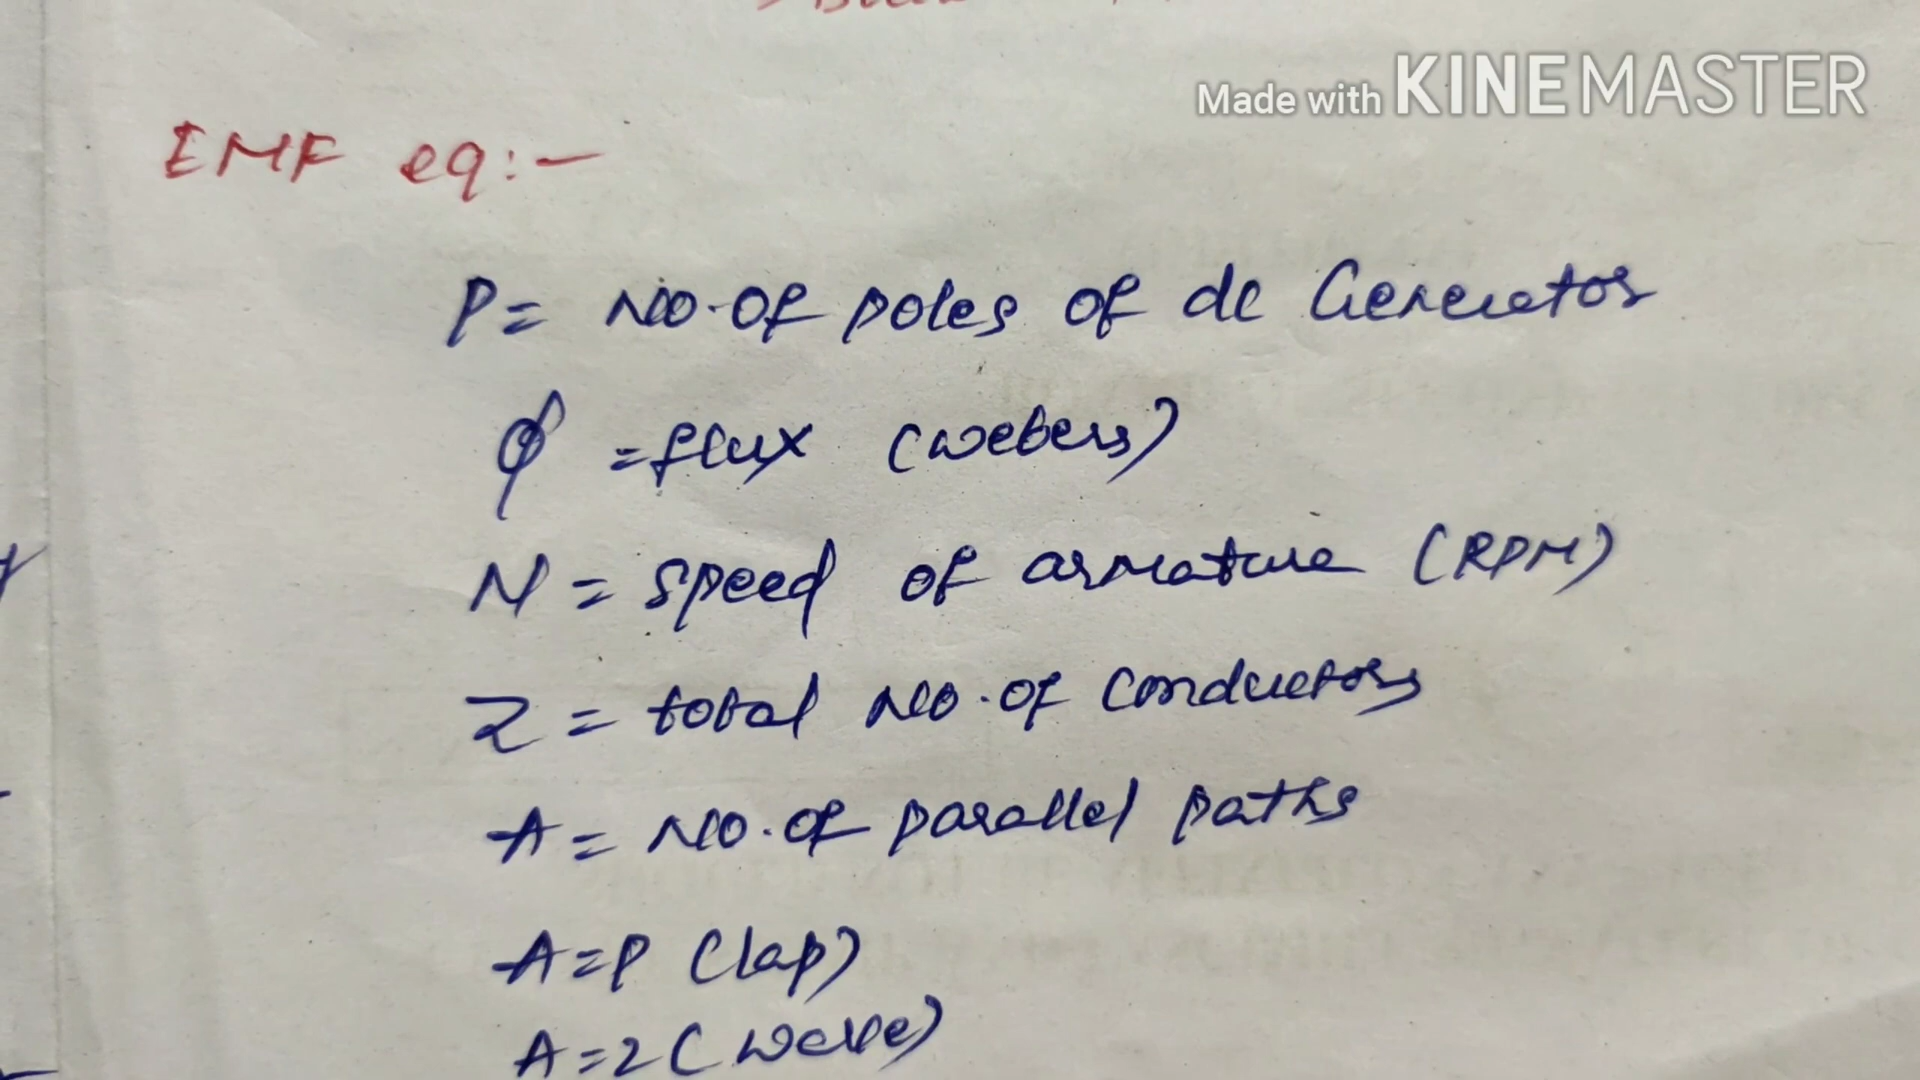 Made with KINEMASTER
EMF eq:-
P = No. of poles of dc Generator
ϕ = flux (webers)
N = speed of armature (RPM)
Z = total No. of conductors
A = No. of parallel paths
A = P (lap)
A = 2 (wave)